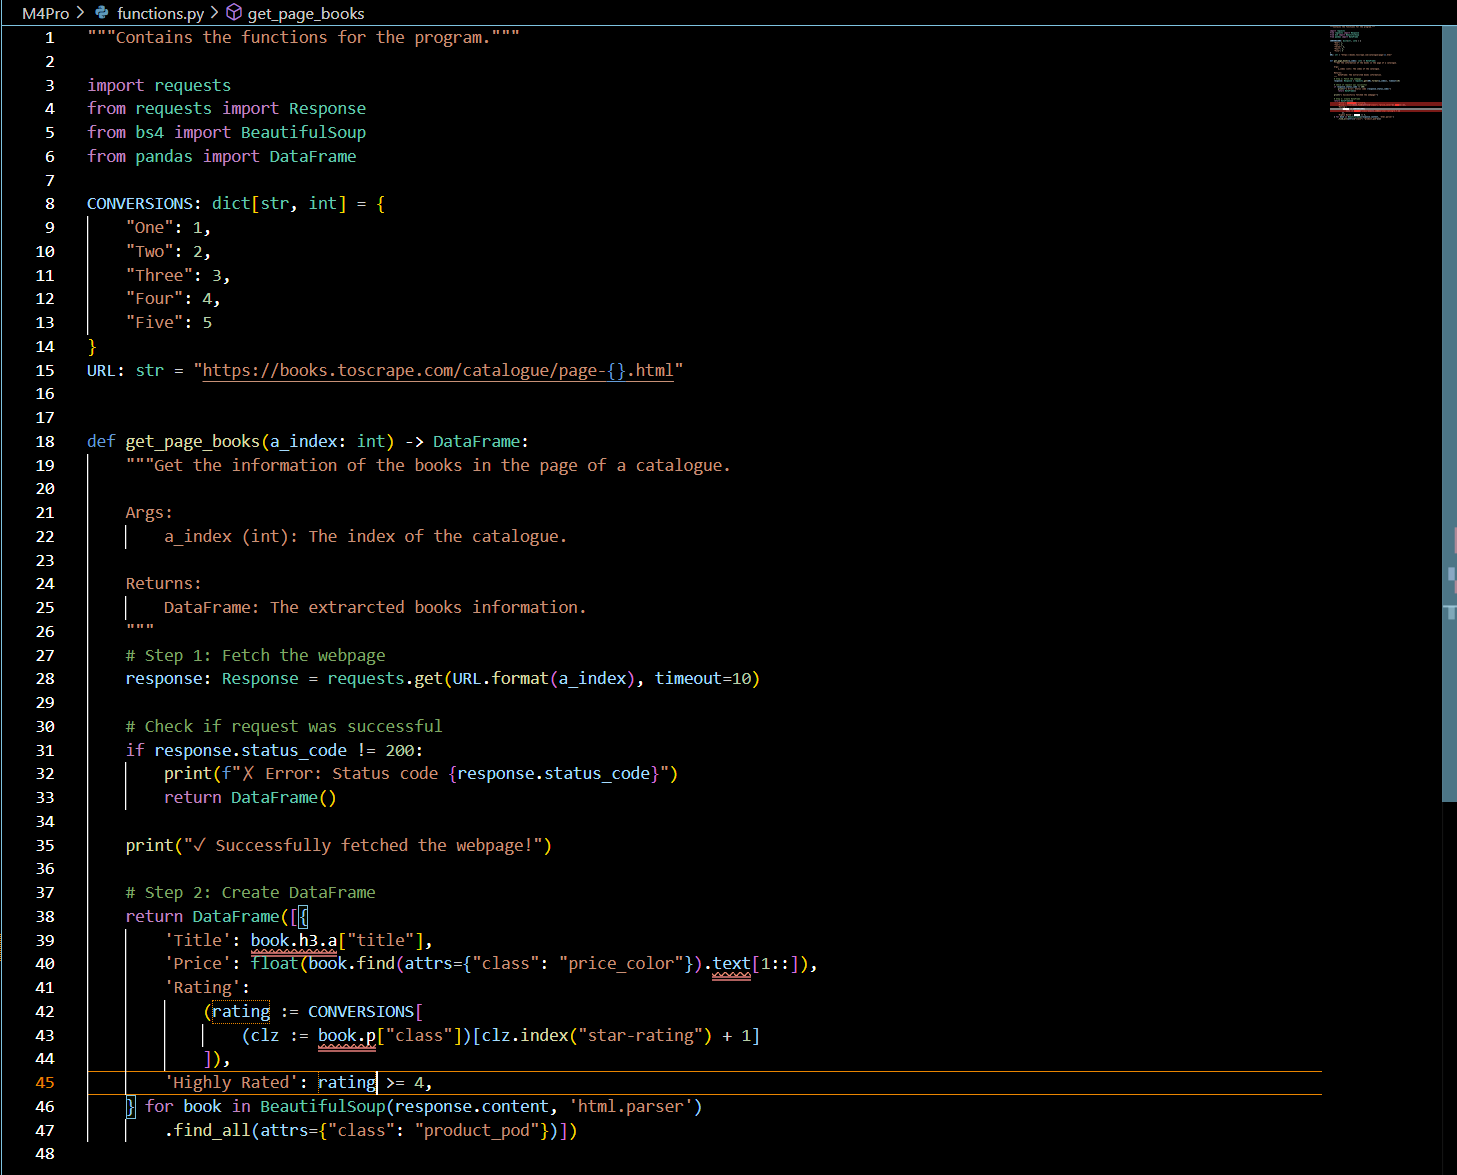 M4Pro > functions.py > get_page_books
1 """Contains the functions for the program."""
2
3 import requests
4 from requests import Response
5 from bs4 import BeautifulSoup
6 from pandas import DataFrame
7
8 CONVERSIONS: dict[str, int] = {
9     "One": 1,
10     "Two": 2,
11     "Three": 3,
12     "Four": 4,
13     "Five": 5
14 }
15 URL: str = "https://books.toscrape.com/catalogue/page-{}.html"
16
17
18 def get_page_books(a_index: int) -> DataFrame:
19     """Get the information of the books in the page of a catalogue.
20
21     Args:
22         a_index (int): The index of the catalogue.
23
24     Returns:
25         DataFrame: The extrarcted books information.
26     """
27     # Step 1: Fetch the webpage
28     response: Response = requests.get(URL.format(a_index), timeout=10)
29
30     # Check if request was successful
31     if response.status_code != 200:
32         print(f"✗ Error: Status code {response.status_code}")
33         return DataFrame()
34
35     print("✓ Successfully fetched the webpage!")
36
37     # Step 2: Create DataFrame
38     return DataFrame([{
39         'Title': book.h3.a["title"],
40         'Price': float(book.find(attrs={"class": "price_color"}).text[1::]),
41         'Rating':
42             (rating := CONVERSIONS[
43                 (clz := book.p["class"])[clz.index("star-rating") + 1]
44             ]),
45         'Highly Rated': rating >= 4,
46     } for book in BeautifulSoup(response.content, 'html.parser')
47         .find_all(attrs={"class": "product_pod"})])
48